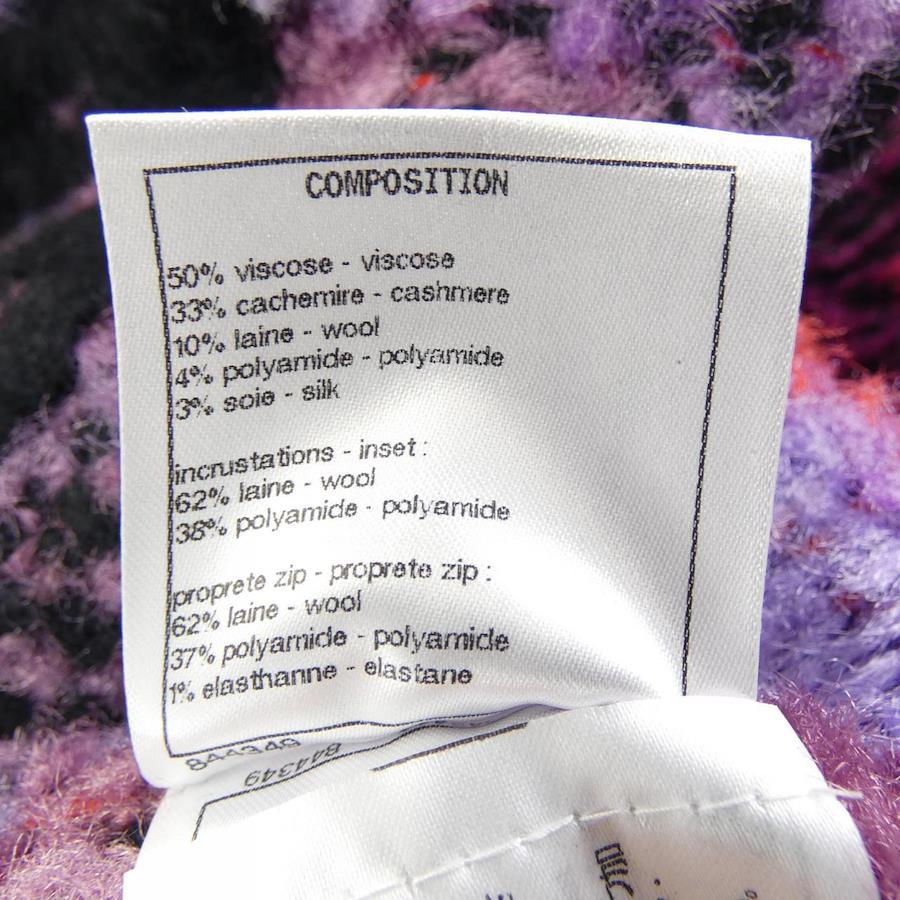 COMPOSITION
50% viscose - viscose
33% cachemire - cashmere
10% laine - wool
4% polyamide - polyamide
3% soie - silk
incrustations - inset :
62% laine - wool
38% polyamide - polyamide
proprete zip - proprete zip :
62% laine - wool
37% polyamide - polyamide
1% elasthanne - elastane
844349
844349